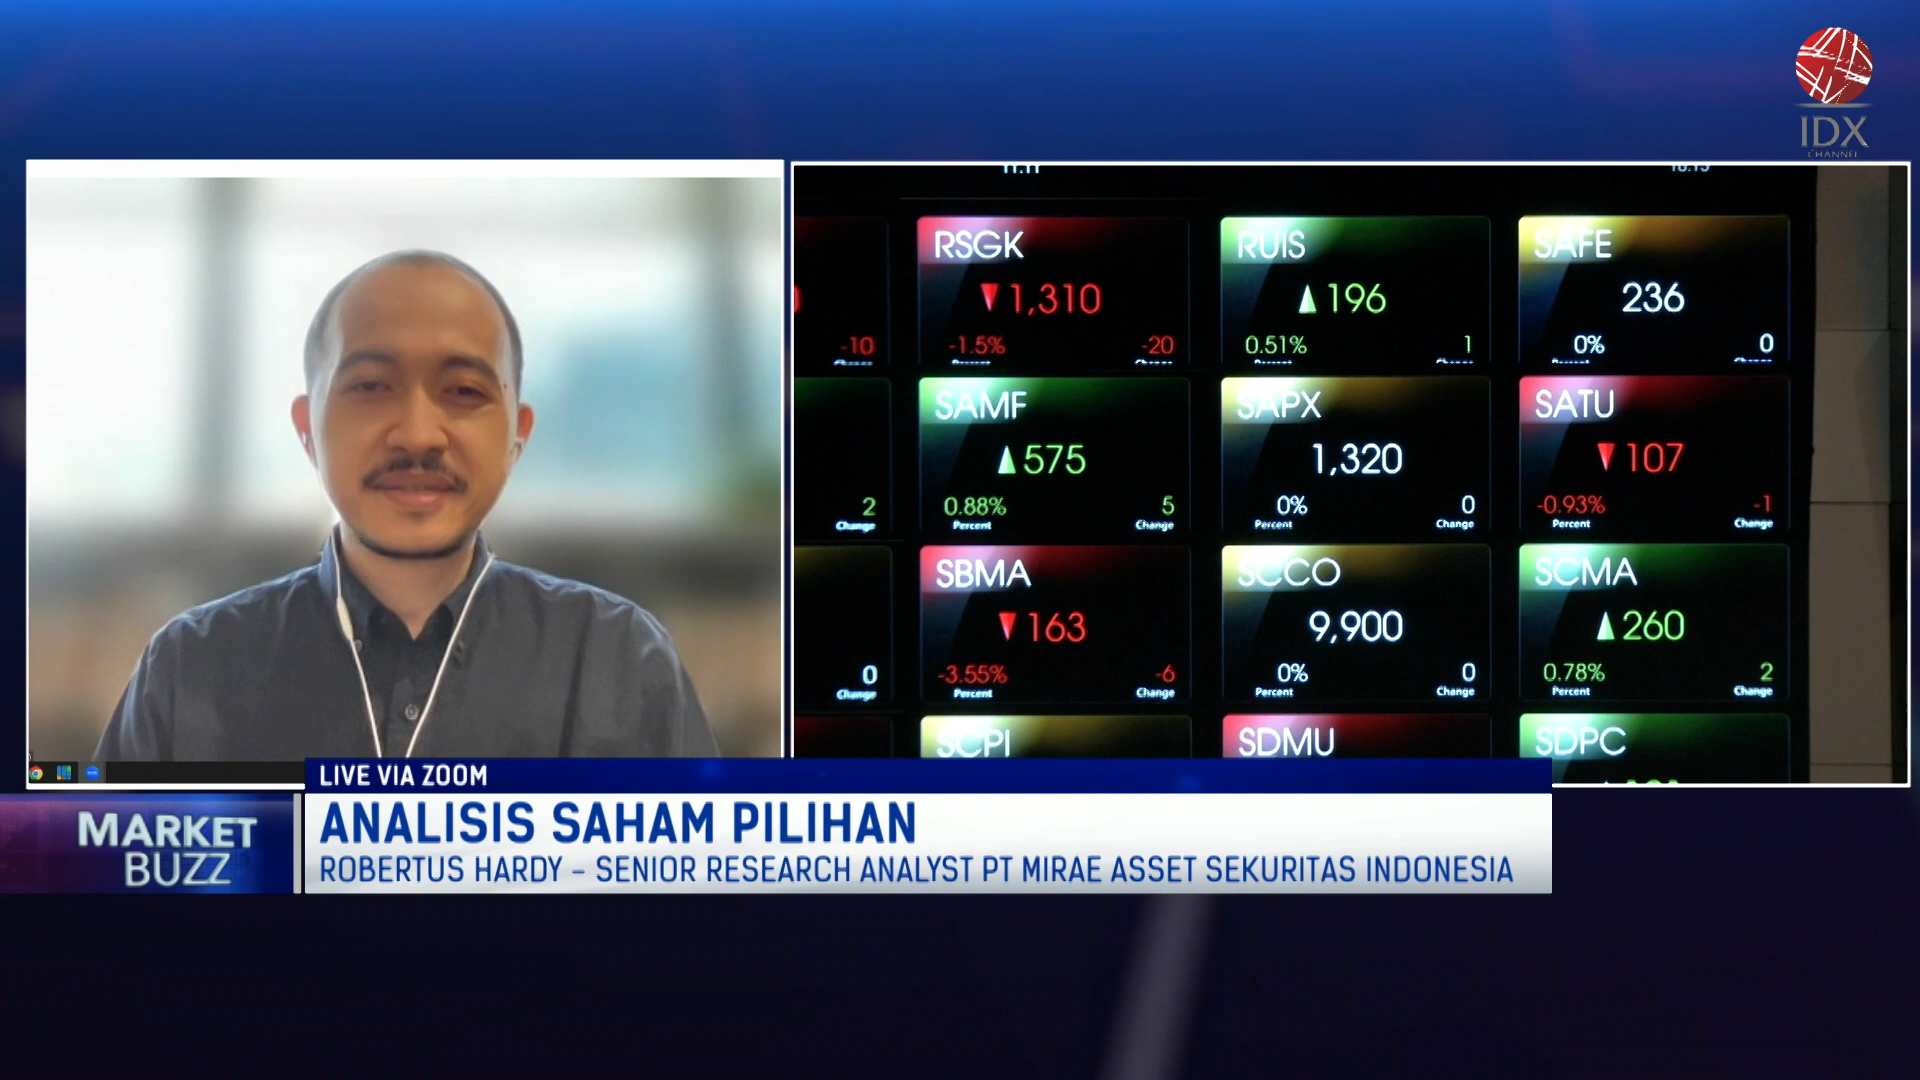 IDX
CHANNEL
RSGK
▼1,310
-1.5%
-20
RUIS
▲196
0.51%
1
SAFE
236
0%
0
-10
Change
SAMF
▲575
0.88%
5
Percent
Change
SAPX
1,320
0%
0
Percent
Change
SATU
▼107
-0.93%
-1
Percent
Change
2
Change
SBMA
▼163
-3.55%
-6
Percent
Change
SCCO
9,900
0%
0
Percent
Change
SCMA
▲260
0.78%
2
Percent
Change
0
Change
SCPI
SDMU
SDPC
LIVE VIA ZOOM
MARKET
BUZZ
ANALISIS SAHAM PILIHAN
ROBERTUS HARDY – SENIOR RESEARCH ANALYST PT MIRAE ASSET SEKURITAS INDONESIA